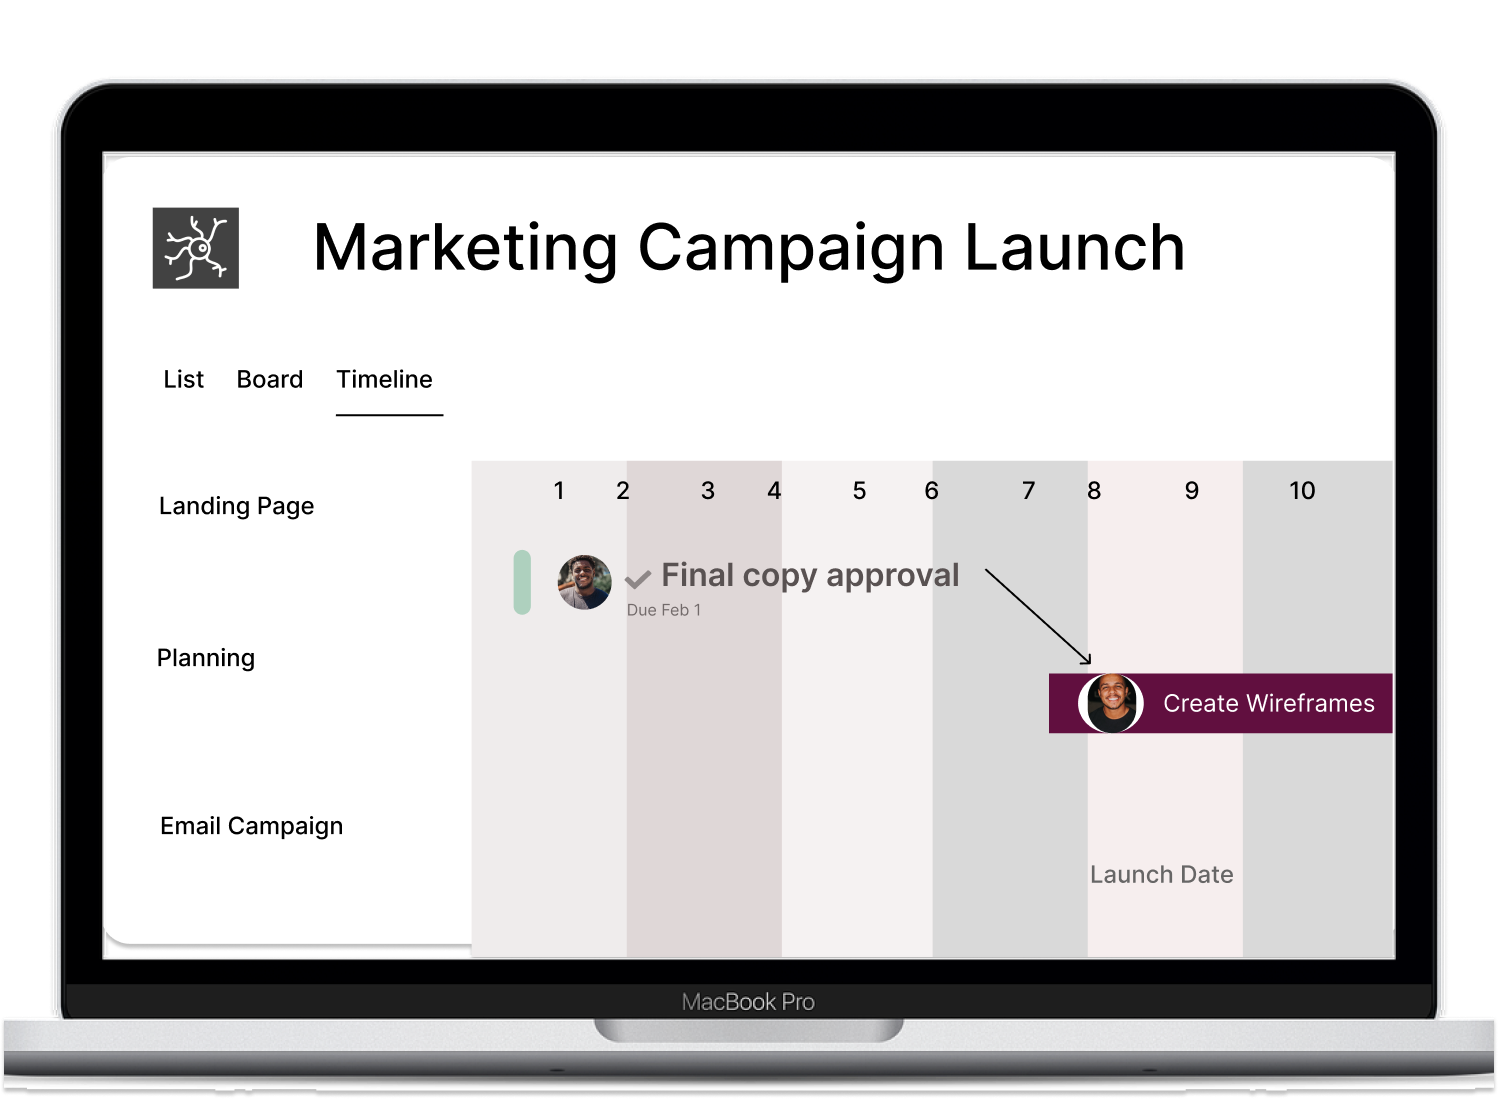 Marketing Campaign Launch
List Board Timeline
1 2 3 4 5 6 7 8 9 10
Landing Page
Final copy approval
Due Feb 1
Planning
Create Wireframes
Email Campaign
Launch Date
MacBook Pro